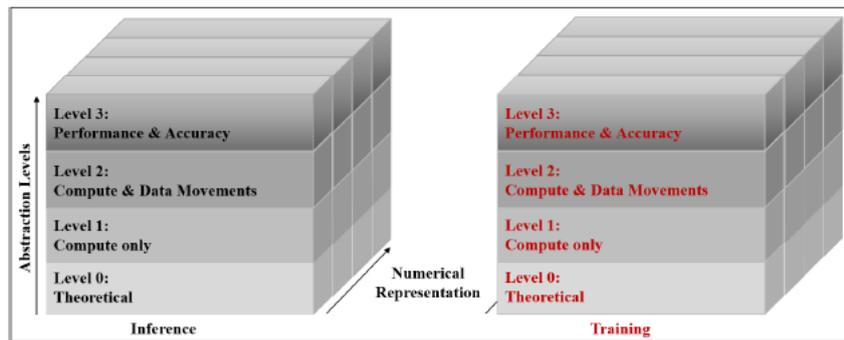 Abstraction Levels
Level 3:
Performance & Accuracy
Level 2:
Compute & Data Movements
Level 1:
Compute only
Level 0:
Theoretical
Inference
Numerical
Representation
Level 3:
Performance & Accuracy
Level 2:
Compute & Data Movements
Level 1:
Compute only
Level 0:
Theoretical
Training